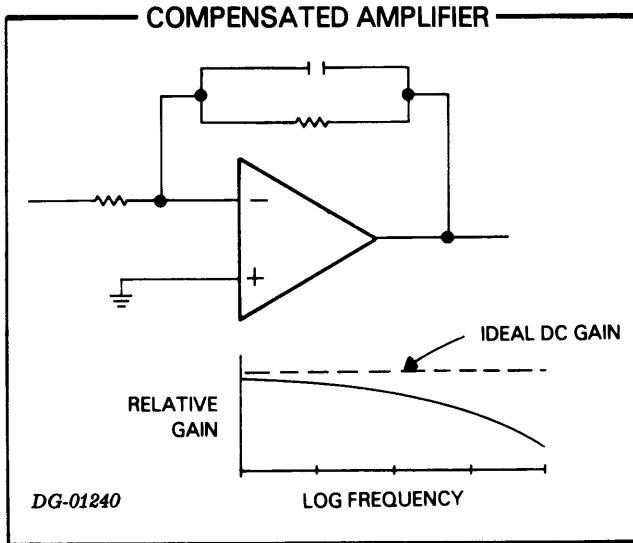 COMPENSATED AMPLIFIER
−
+
IDEAL DC GAIN
RELATIVE
GAIN
DG-01240
LOG FREQUENCY